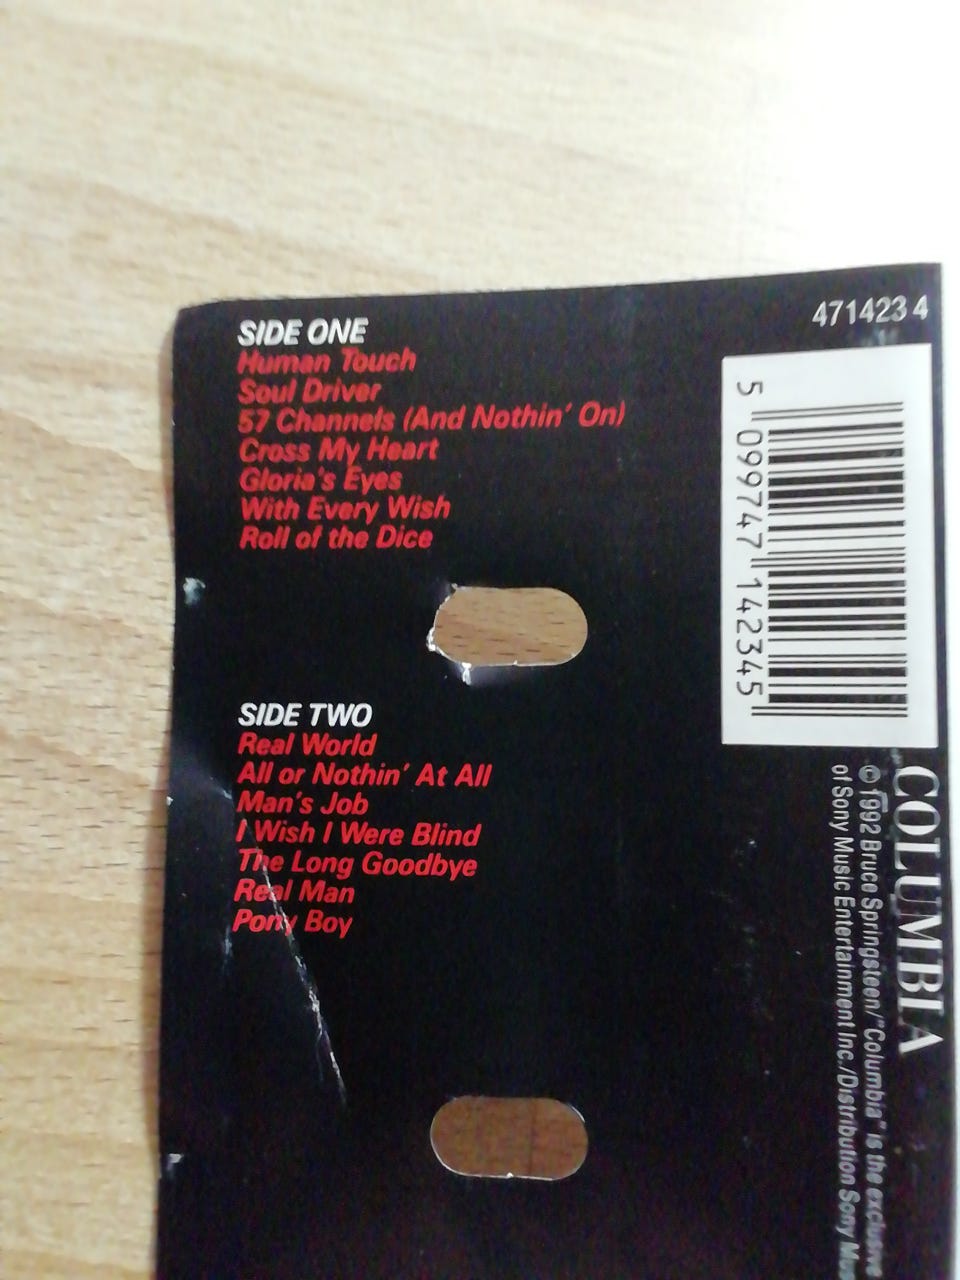 SIDE ONE
Human Touch
Soul Driver
57 Channels (And Nothin' On)
Cross My Heart
Gloria's Eyes
With Every Wish
Roll of the Dice
SIDE TWO
Real World
All or Nothin' At All
Man's Job
I Wish I Were Blind
The Long Goodbye
Real Man
Pony Boy
471423 4
5 099747 142345
COLUMBIA
© 1992 Bruce Springsteen/"Columbia" is the exclusive
of Sony Music Entertainment Inc./Distribution Sony